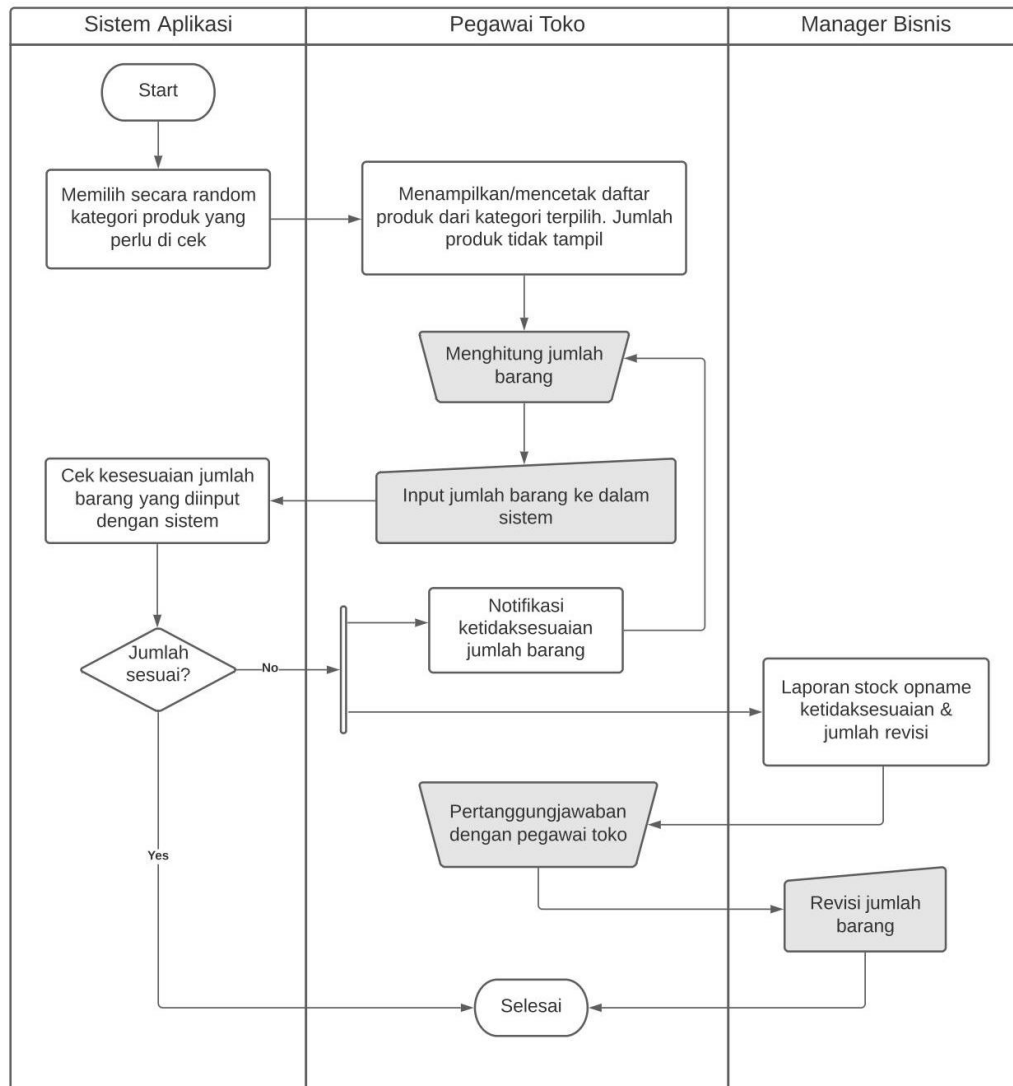 Sistem Aplikasi
Pegawai Toko
Manager Bisnis
Start
Memilih secara random
kategori produk yang
perlu di cek
Menampilkan/mencetak daftar
produk dari kategori terpilih. Jumlah
produk tidak tampil
Menghitung jumlah
barang
Input jumlah barang ke dalam
sistem
Cek kesesuaian jumlah
barang yang diinput
dengan sistem
Jumlah
sesuai?
No
Notifikasi
ketidaksesuaian
jumlah barang
Laporan stock opname
ketidaksesuaian &
jumlah revisi
Pertanggungjawaban
dengan pegawai toko
Yes
Revisi jumlah
barang
Selesai